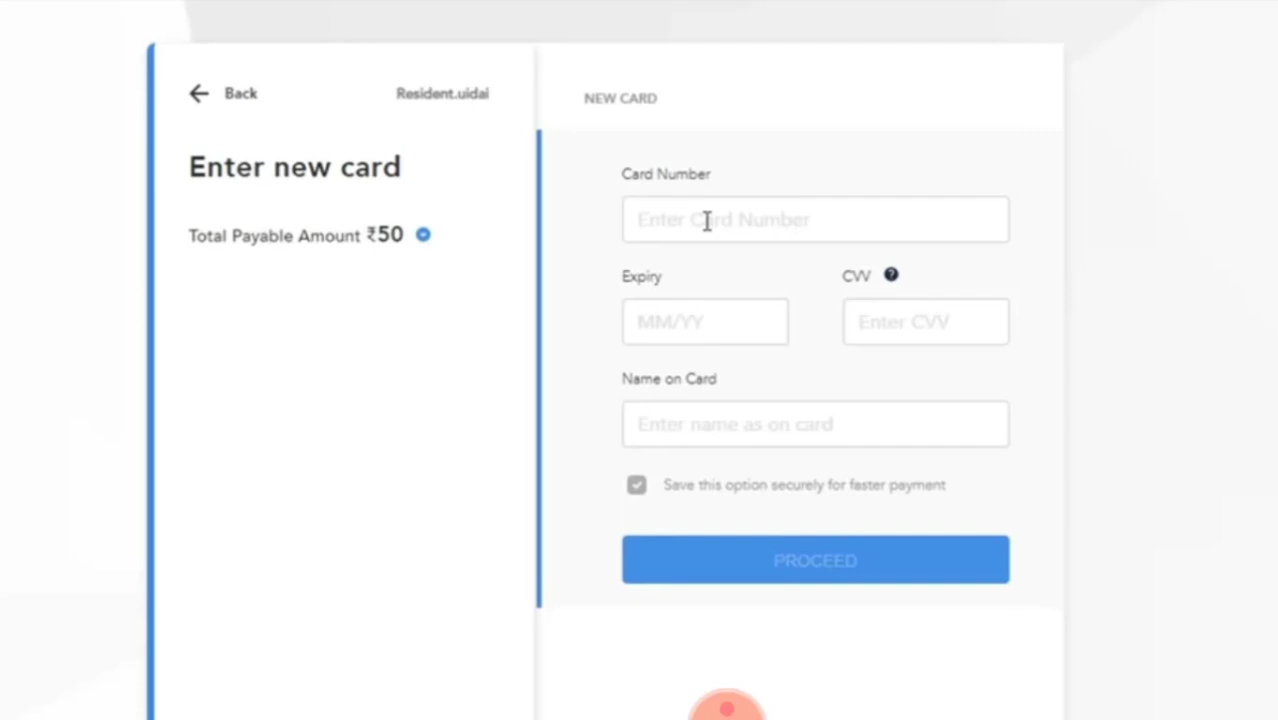 Back
Resident.uidai
Enter new card
Total Payable Amount ₹50
NEW CARD
Card Number
Enter Card Number
Expiry
CVV ?
MM/YY
Enter CVV
Name on Card
Enter name as on card
Save this option securely for faster payment
PROCEED